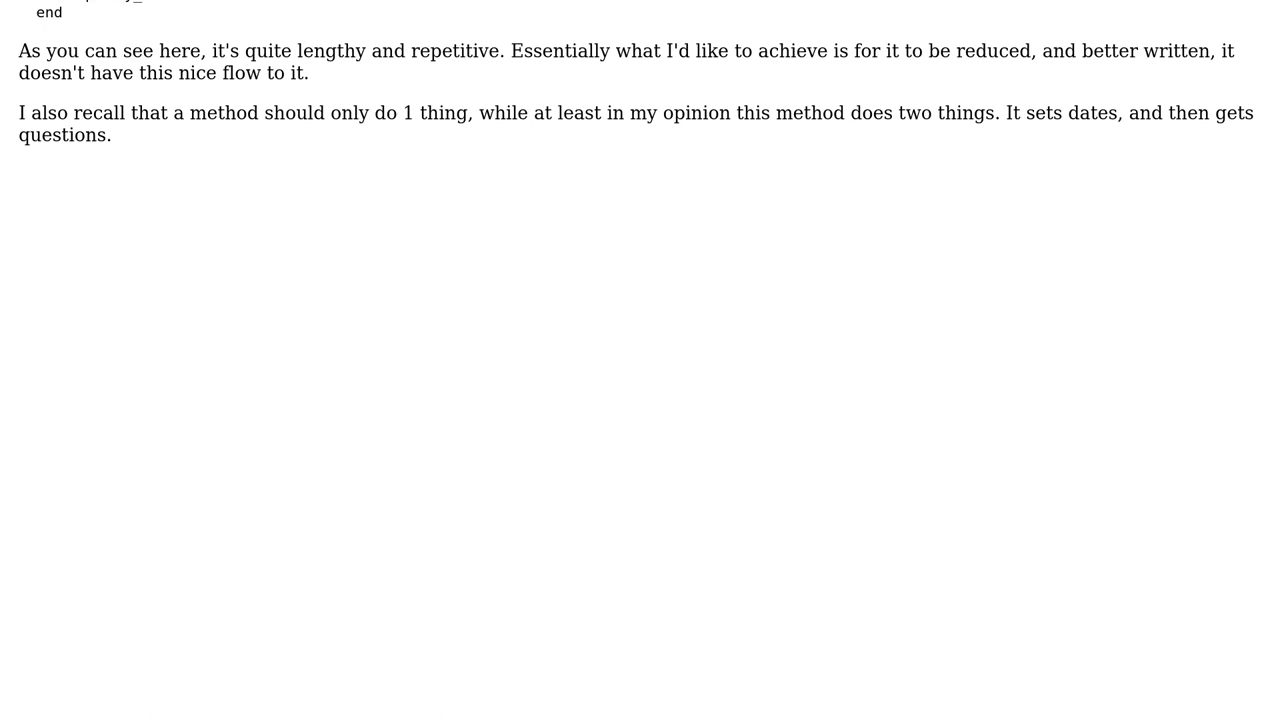 end
As you can see here, it's quite lengthy and repetitive. Essentially what I'd like to achieve is for it to be reduced, and better written, it
doesn't have this nice flow to it.
I also recall that a method should only do 1 thing, while at least in my opinion this method does two things. It sets dates, and then gets
questions.